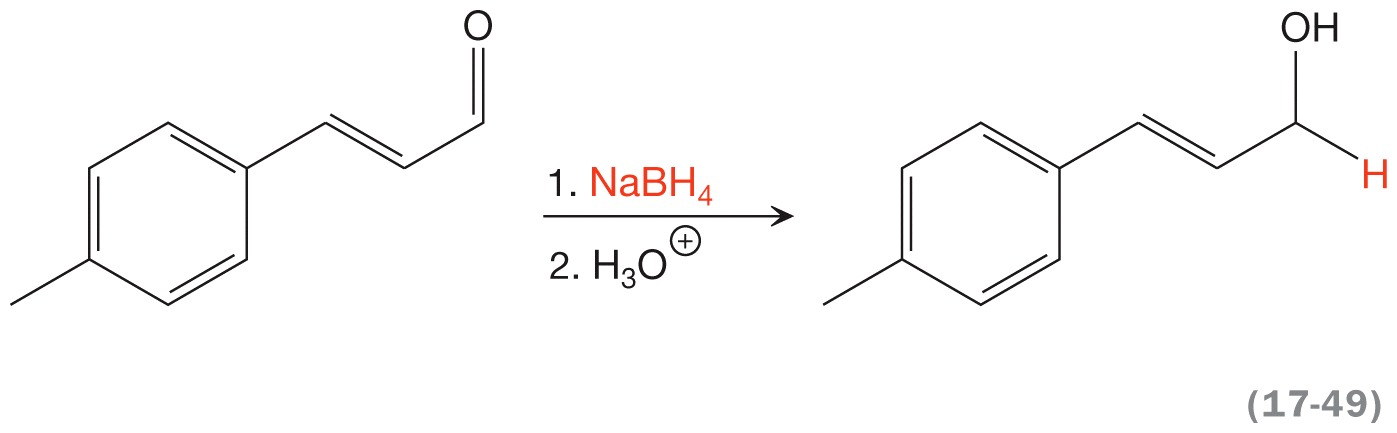 O
OH
1. NaBH₄
H
2. H₃O⊕
(17-49)